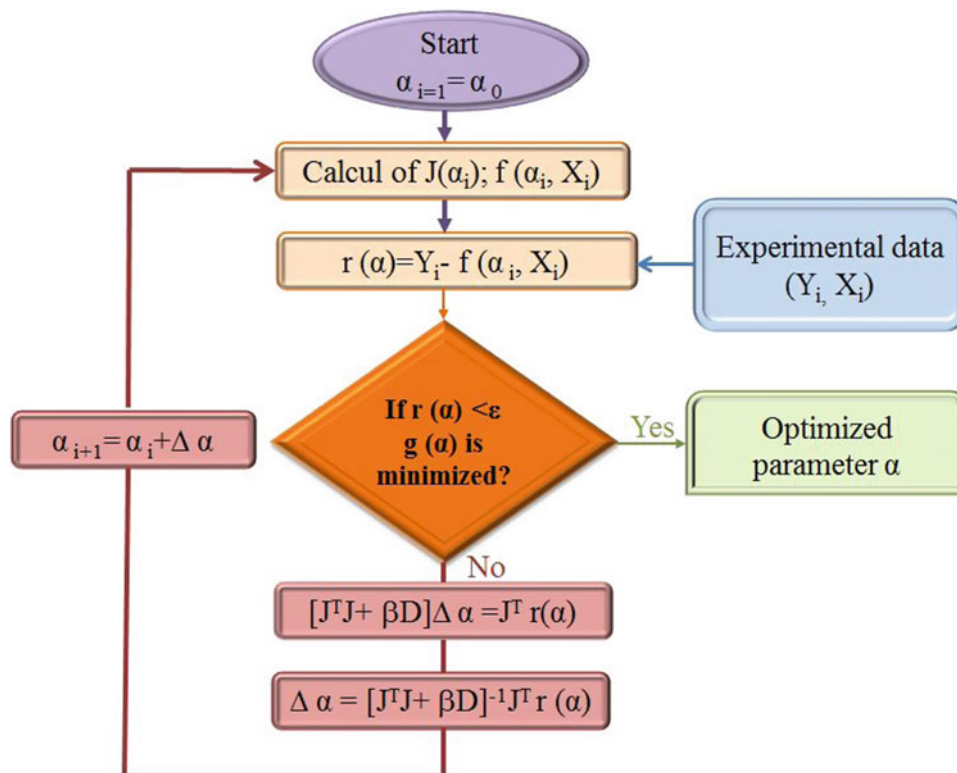 Start
α i=1= α 0
Calcul of J(αi); f (αi, Xi)
r (α)=Yi- f (α i, Xi)
Experimental data
(Yi, Xi)
If r (α) <ε
g (α) is
minimized?
Yes
Optimized
parameter α
α i+1= α i+Δ α
No
[JᵀJ+ βD]Δ α =Jᵀ r(α)
Δ α = [JᵀJ+ βD]⁻¹Jᵀ r (α)